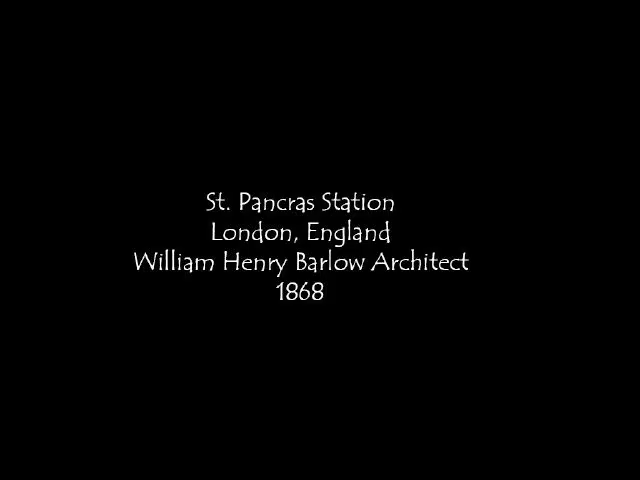 St. Pancras Station
London, England
William Henry Barlow Architect
1868